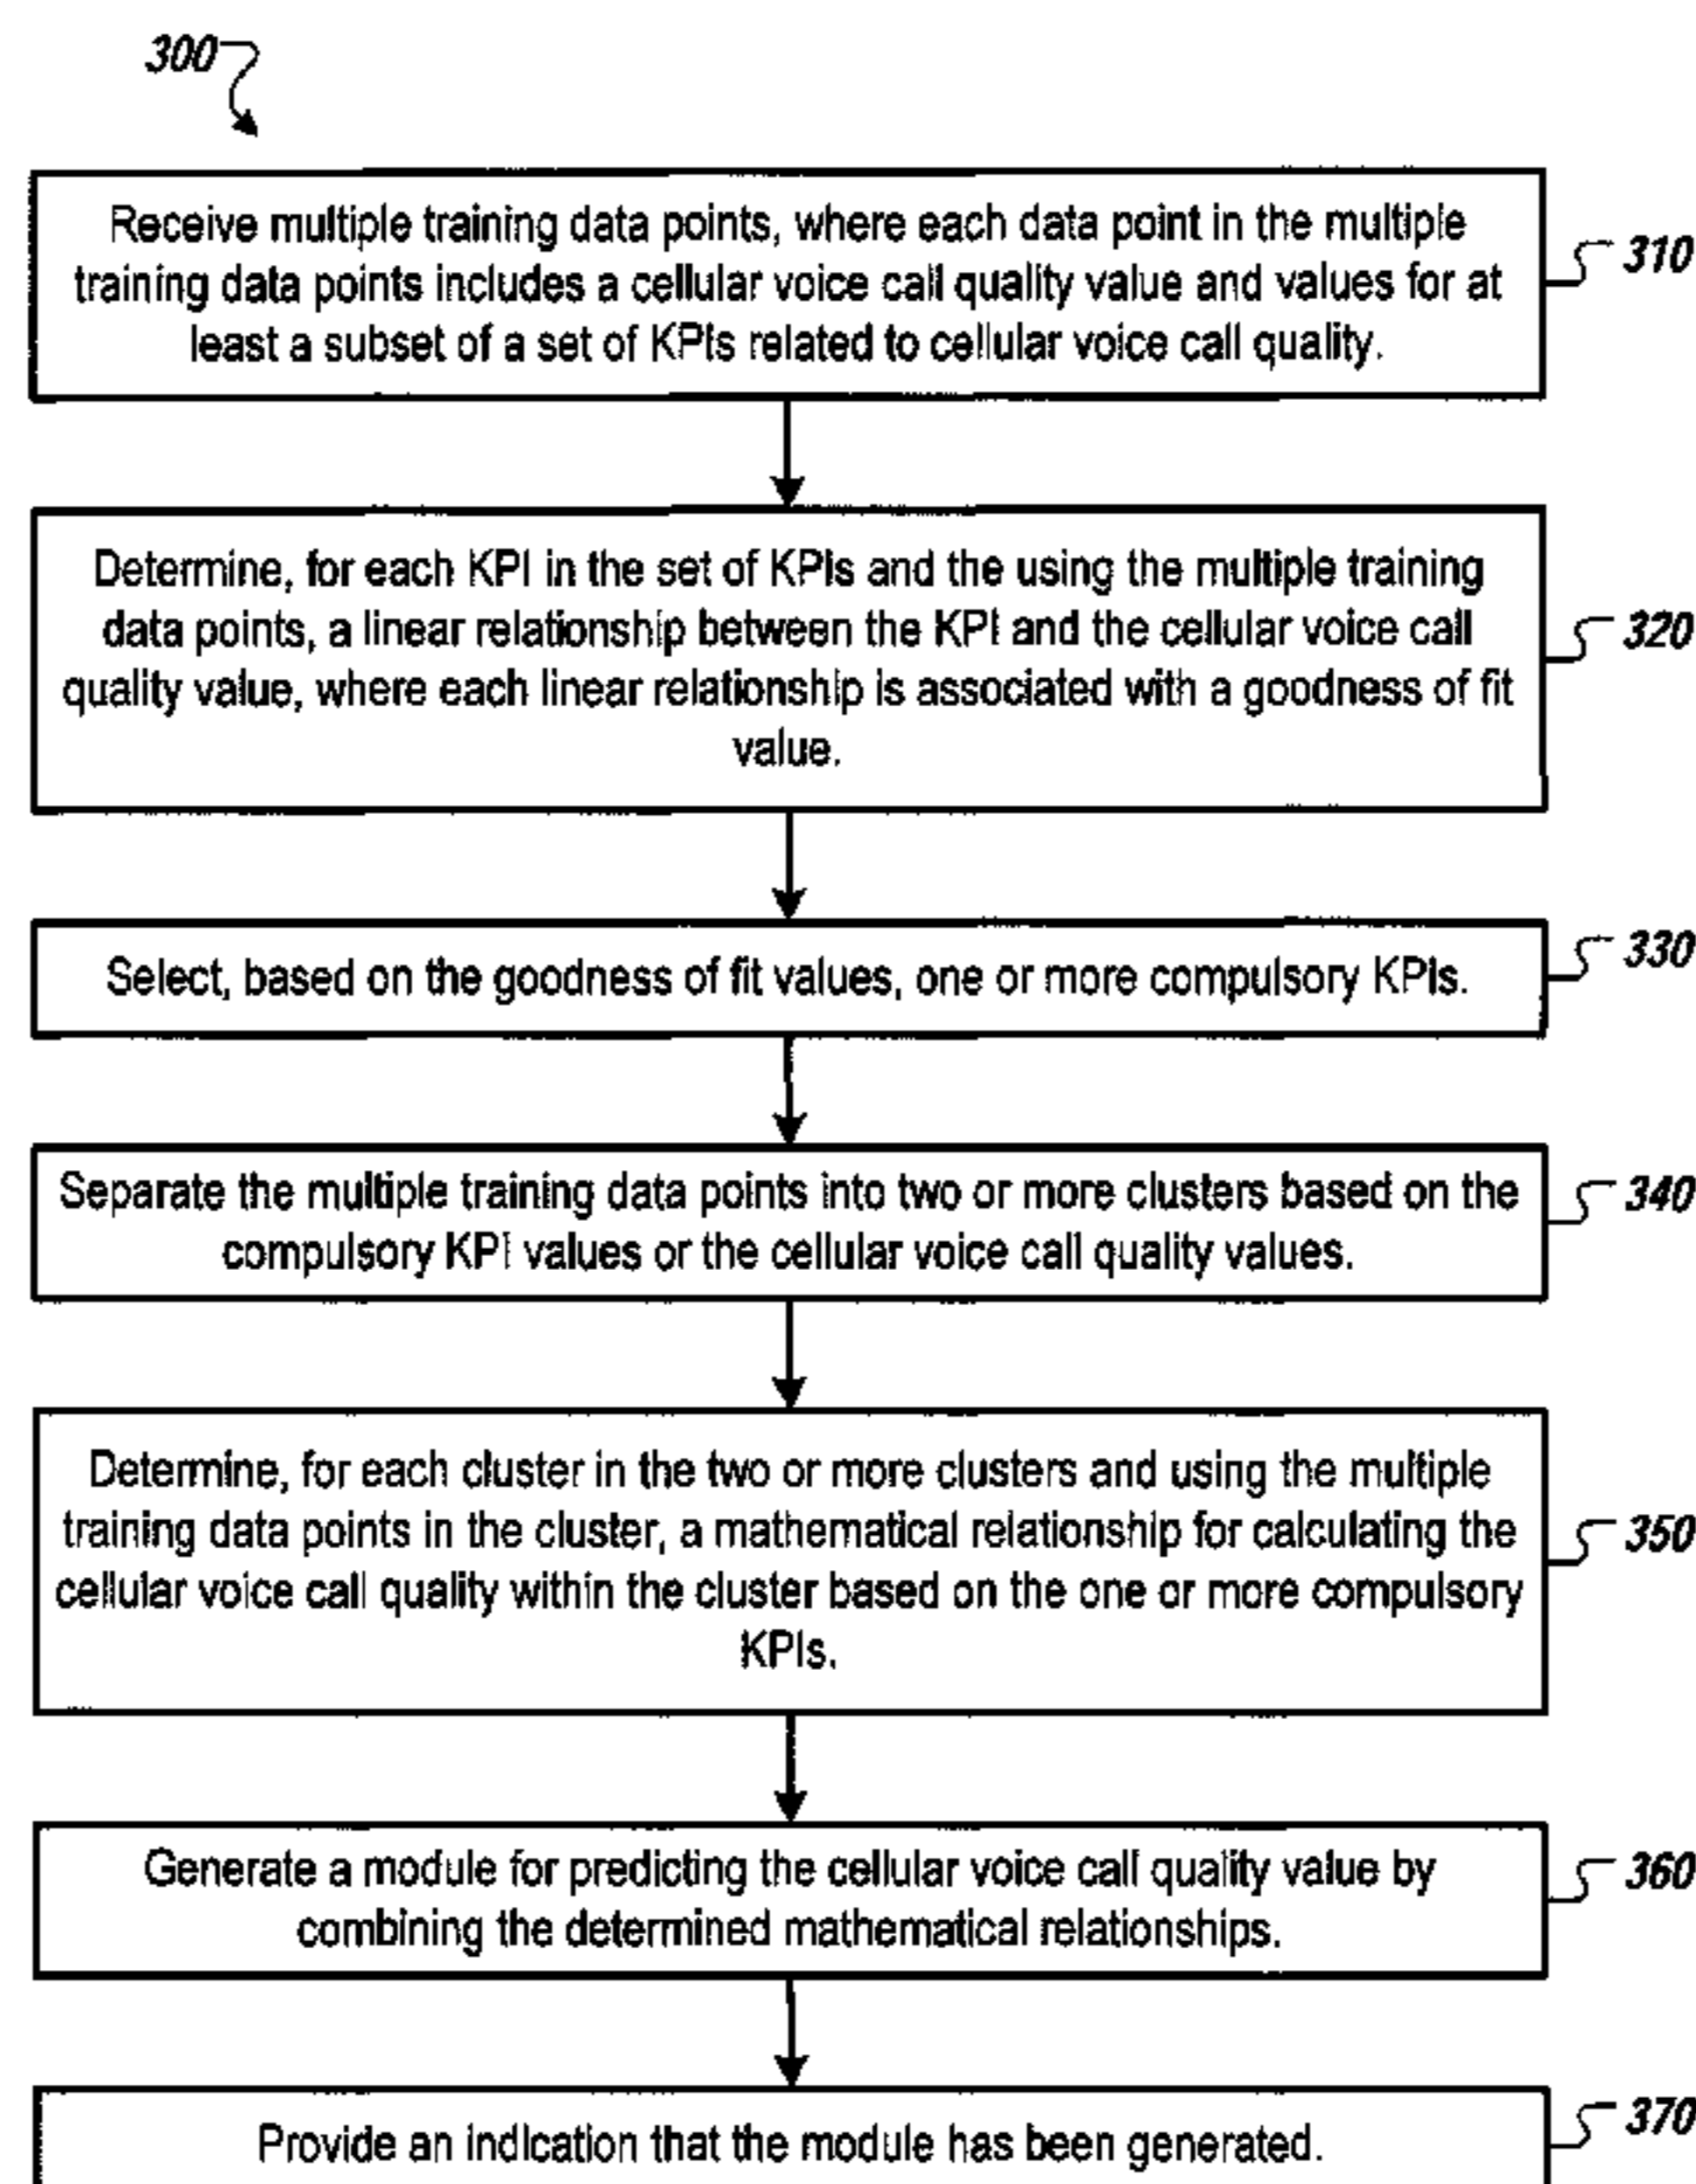 300
Receive multiple training data points, where each data point in the multiple
training data points includes a cellular voice call quality value and values for at
least a subset of a set of KPIs related to cellular voice call quality.
310
Determine, for each KPI in the set of KPIs and the using the multiple training
data points, a linear relationship between the KPI and the cellular voice call
quality value, where each linear relationship is associated with a goodness of fit
value.
320
Select, based on the goodness of fit values, one or more compulsory KPIs.
330
Separate the multiple training data points into two or more clusters based on the
compulsory KPI values or the cellular voice call quality values.
340
Determine, for each cluster in the two or more clusters and using the multiple
training data points in the cluster, a mathematical relationship for calculating the
cellular voice call quality within the cluster based on the one or more compulsory
KPIs.
350
Generate a module for predicting the cellular voice call quality value by
combining the determined mathematical relationships.
360
Provide an indication that the module has been generated.
370